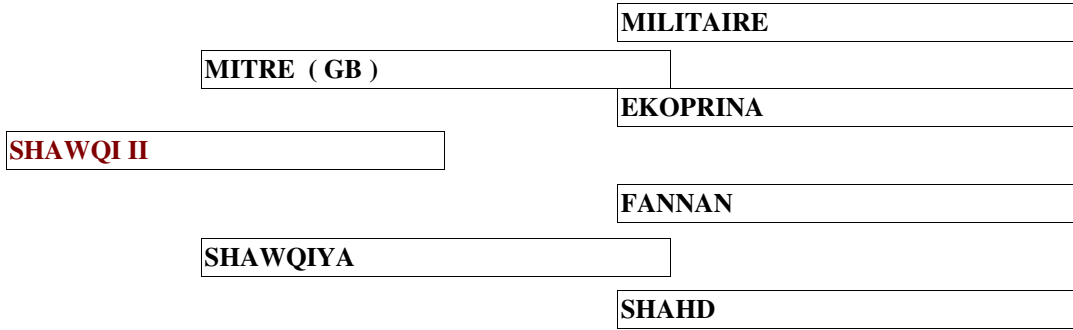 MILITAIRE
MITRE ( GB )
EKOPRINA
SHAWQI II
FANNAN
SHAWQIYA
SHAHD